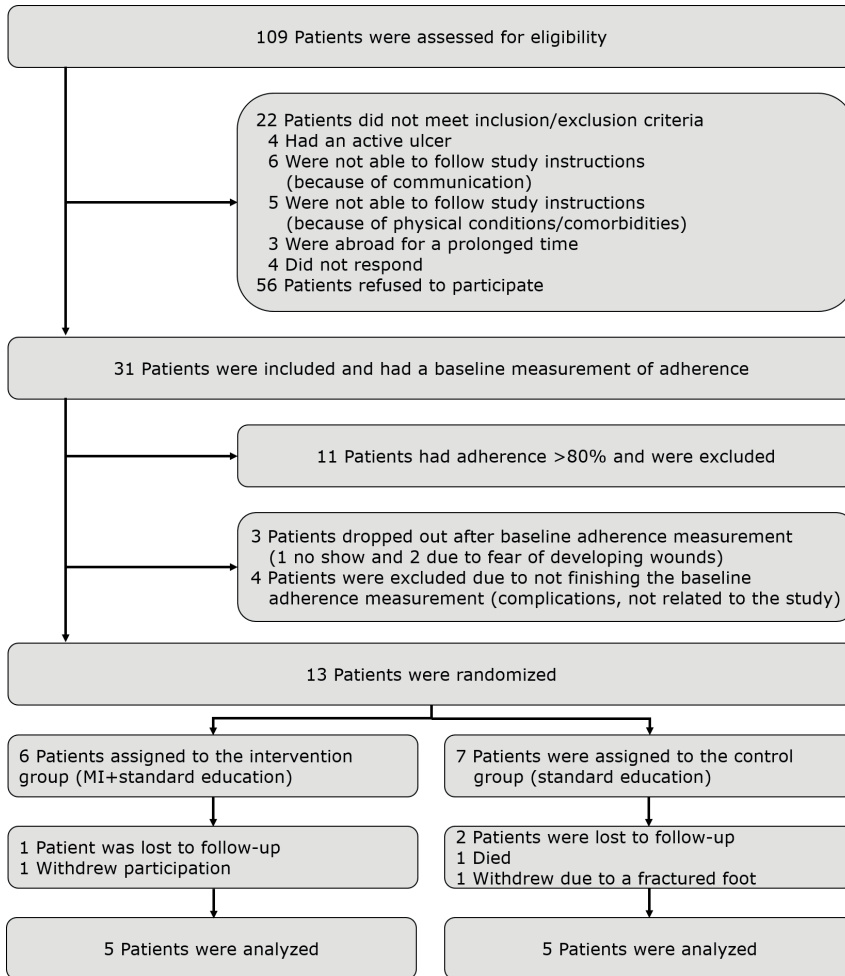 109 Patients were assessed for eligibility
22 Patients did not meet inclusion/exclusion criteria
4 Had an active ulcer
6 Were not able to follow study instructions
(because of communication)
5 Were not able to follow study instructions
(because of physical conditions/comorbidities)
3 Were abroad for a prolonged time
4 Did not respond
56 Patients refused to participate
31 Patients were included and had a baseline measurement of adherence
11 Patients had adherence >80% and were excluded
3 Patients dropped out after baseline adherence measurement
(1 no show and 2 due to fear of developing wounds)
4 Patients were excluded due to not finishing the baseline
adherence measurement (complications, not related to the study)
13 Patients were randomized
6 Patients assigned to the intervention
group (MI+standard education)
7 Patients were assigned to the control
group (standard education)
1 Patient was lost to follow-up
1 Withdrew participation
2 Patients were lost to follow-up
1 Died
1 Withdrew due to a fractured foot
5 Patients were analyzed
5 Patients were analyzed